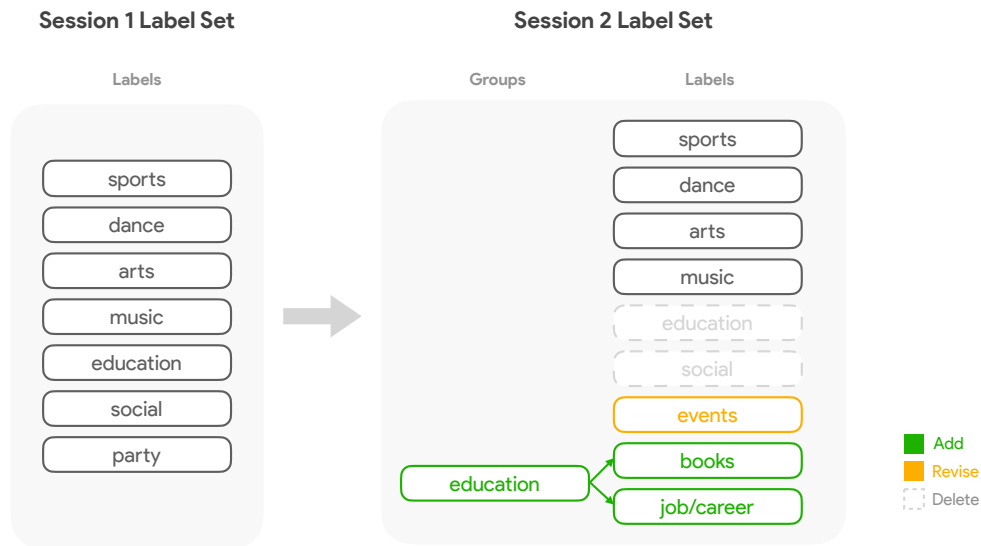 Session 1 Label Set
Labels
sports
dance
arts
music
education
social
party
Session 2 Label Set
Groups
Labels
sports
dance
arts
music
education
social
events
books
education
job/career
Add
Revise
Delete